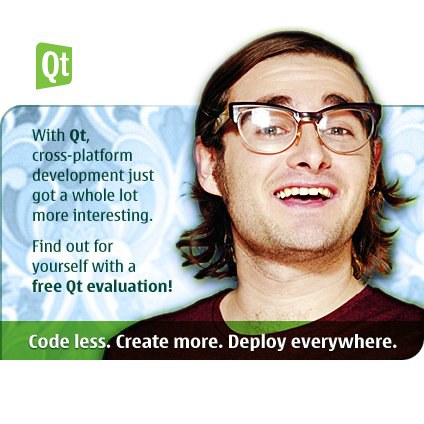 Qt
With Qt,
cross-platform
development just
got a whole lot
more interesting.
Find out for
yourself with a
free Qt evaluation!
Code less. Create more. Deploy everywhere.